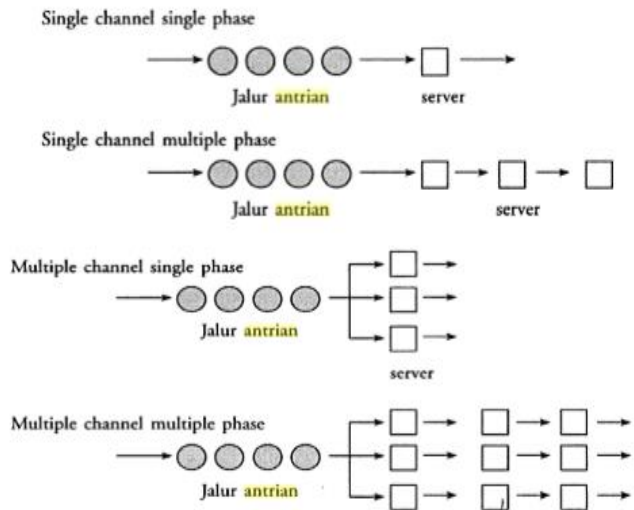 Single channel single phase
Jalur antrian server
Single channel multiple phase
Jalur antrian server
Multiple channel single phase
Jalur antrian
server
Multiple channel multiple phase
Jalur antrian